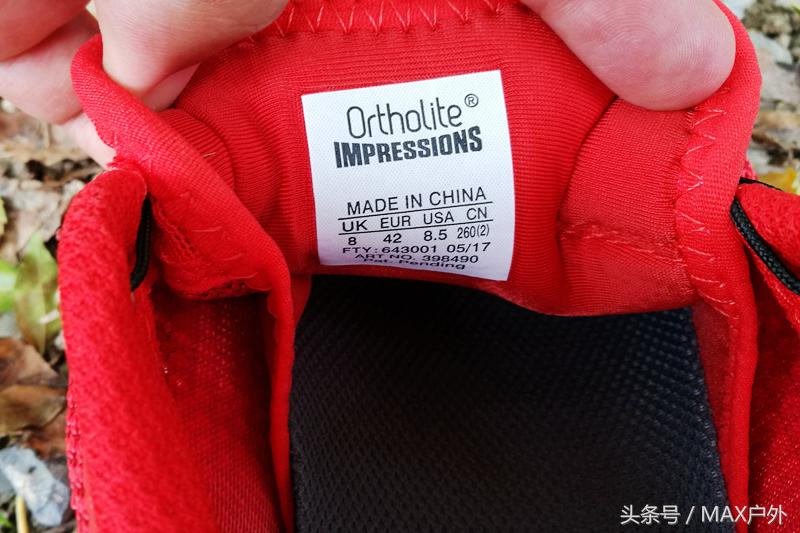 Ortholite®
IMPRESSIONS
MADE IN CHINA
UK EUR USA CN
8 42 8.5 260(2)
FTY: 643001 05/17
ART NO. 398490
Pat. Pending
头条号 / MAX户外